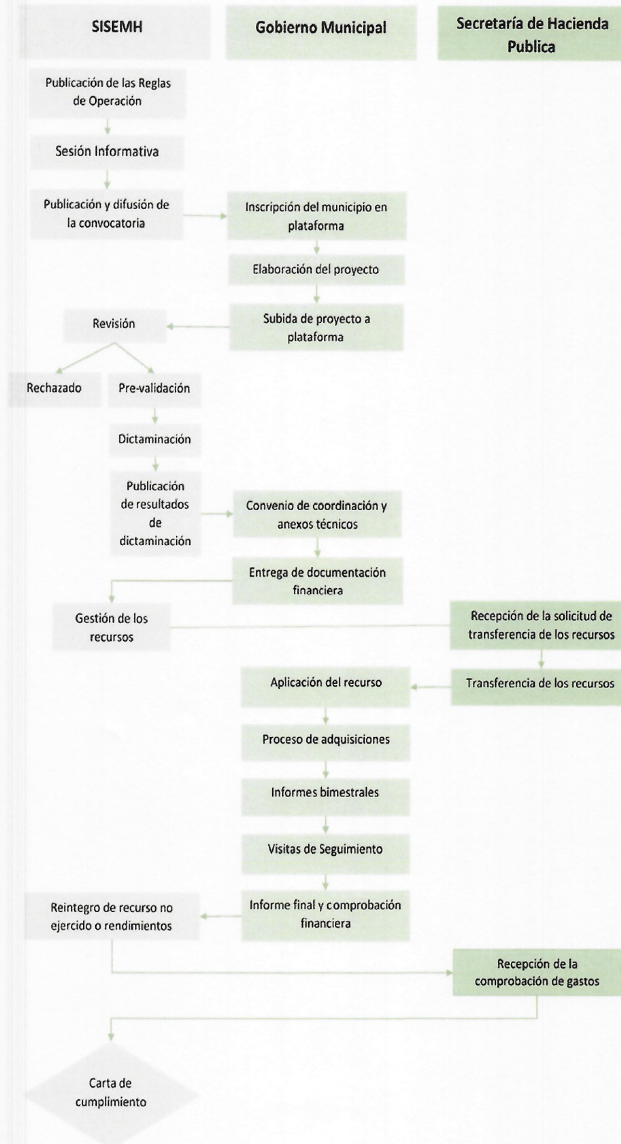 SISEMH
Gobierno Municipal
Secretaría de Hacienda
Publica
Publicación de las Reglas
de Operación
Sesión Informativa
Publicación y difusión de
la convocatoria
Inscripción del municipio en
plataforma
Elaboración del proyecto
Subida de proyecto a
plataforma
Revisión
Rechazado
Pre-validación
Dictaminación
Publicación
de resultados
de
dictaminación
Convenio de coordinación y
anexos técnicos
Entrega de documentación
financiera
Gestión de los
recursos
Recepción de la solicitud de
transferencia de los recursos
Transferencia de los recursos
Aplicación del recurso
Proceso de adquisiciones
Informes bimestrales
Visitas de Seguimiento
Informe final y comprobación
financiera
Reintegro de recurso no
ejercido o rendimientos
Recepción de la
comprobación de gastos
Carta de
cumplimiento